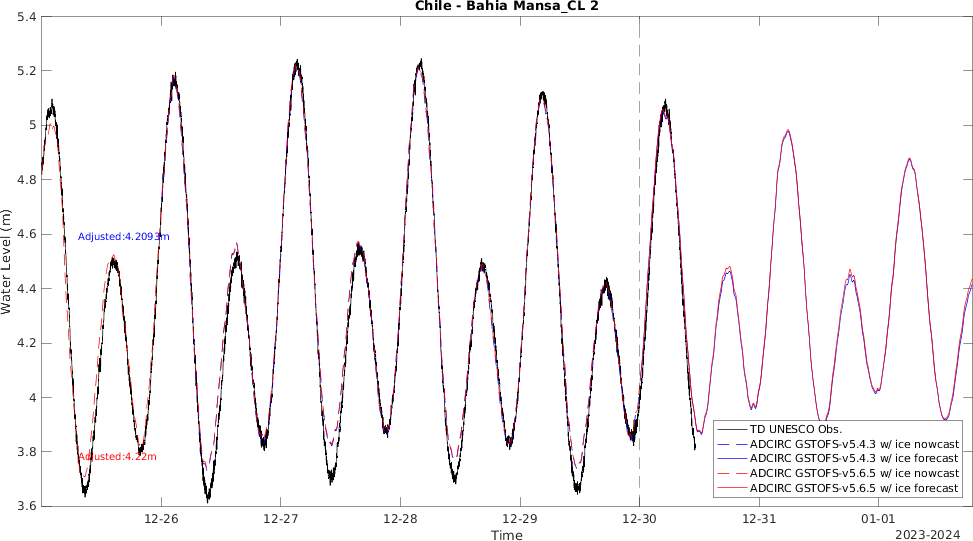 Chile - Bahia Mansa_CL 2
5.4
5.2
5
4.8
4.6
4.4
4.2
4
3.8
3.6
Water Level (m)
Adjusted:4.2093m
Adjusted:4.22m
TD UNESCO Obs.
ADCIRC GSTOFS-v5.4.3 w/ ice nowcast
ADCIRC GSTOFS-v5.4.3 w/ ice forecast
ADCIRC GSTOFS-v5.6.5 w/ ice nowcast
ADCIRC GSTOFS-v5.6.5 w/ ice forecast
12-26
12-27
12-28
12-29
12-30
12-31
01-01
Time
2023-2024